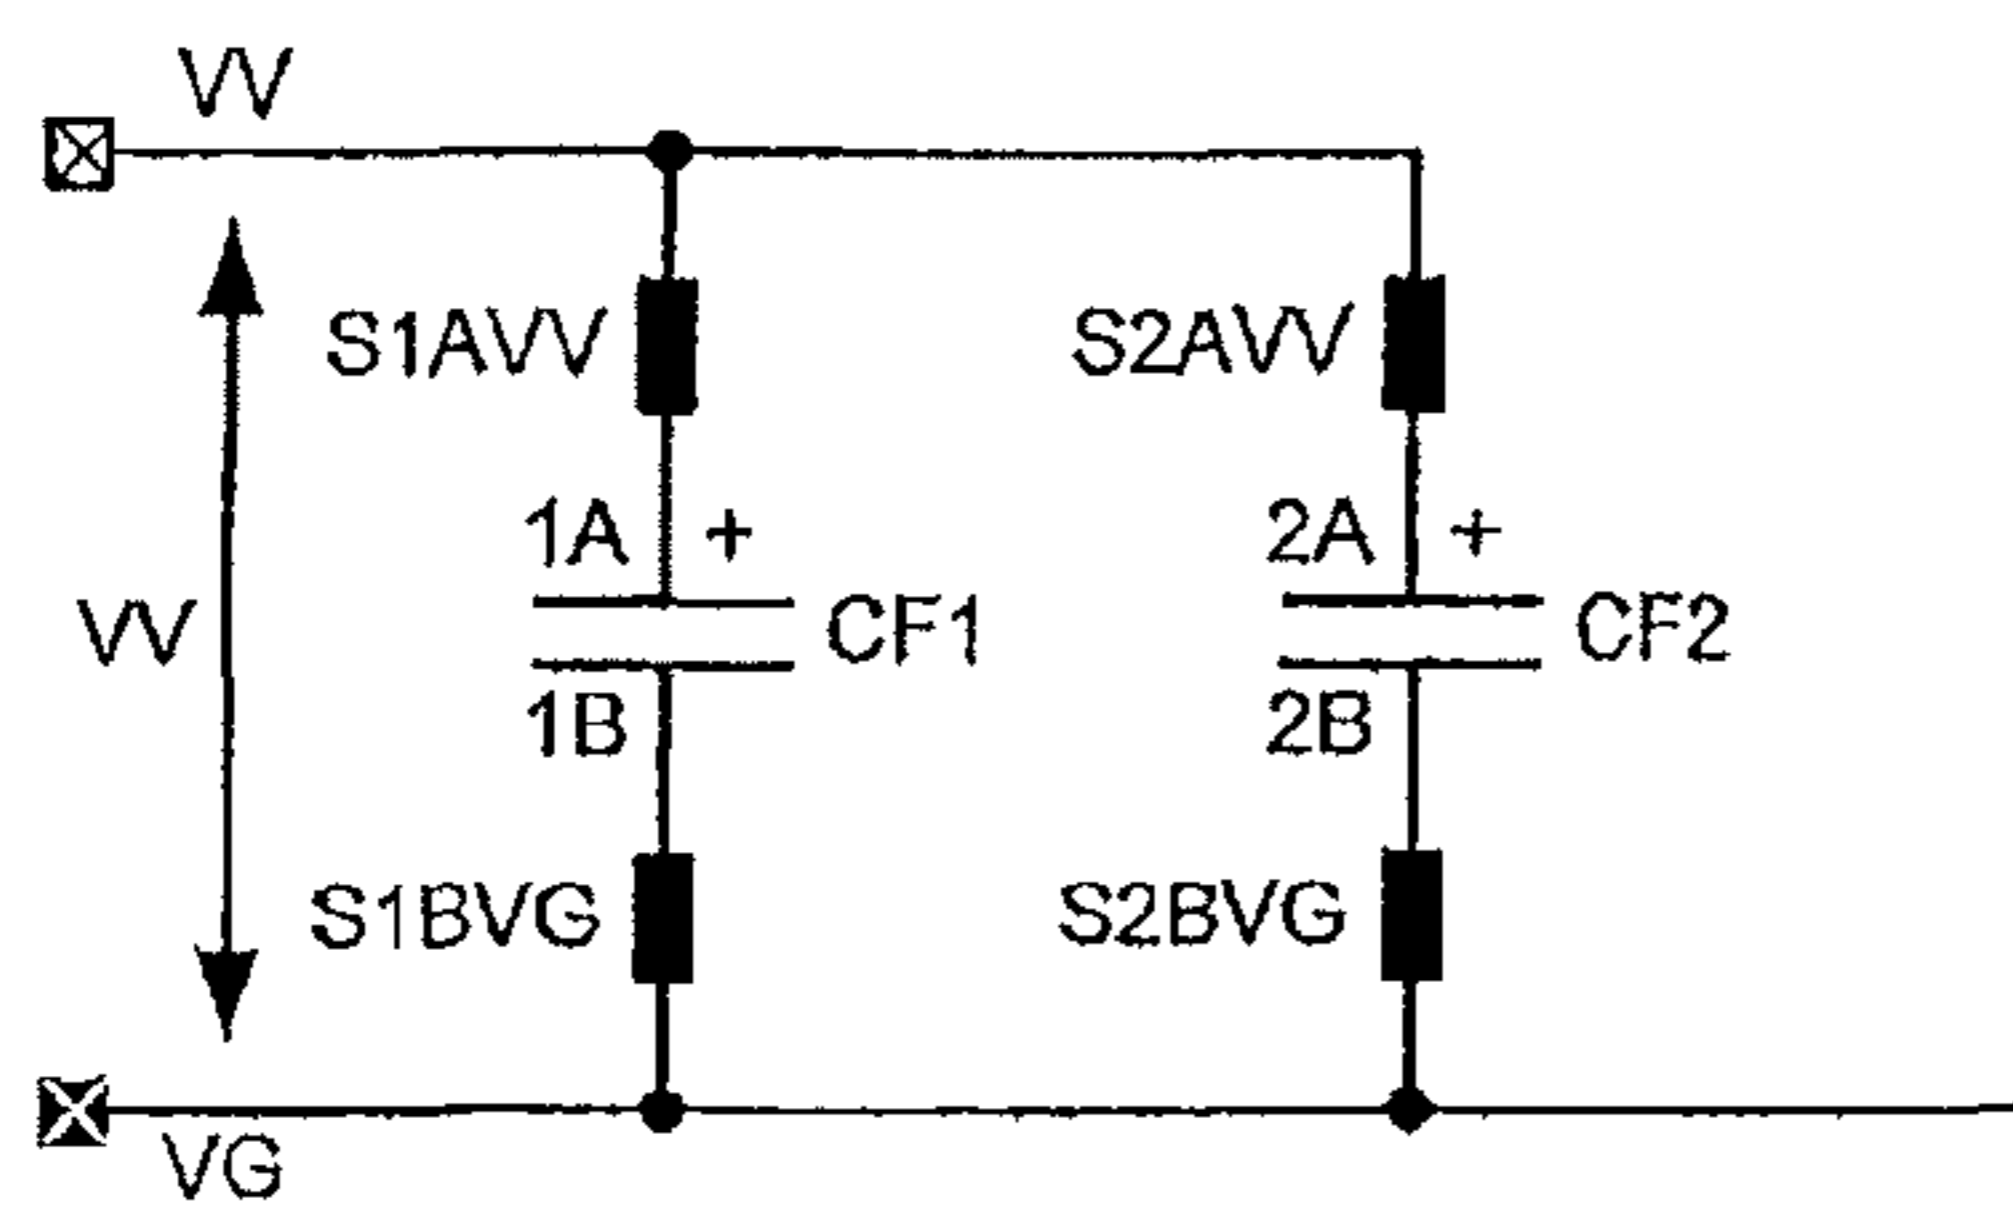 VV
S1AVV
S2AVV
1A +
2A +
VV
CF1
CF2
1B
2B
S1BVG
S2BVG
VG